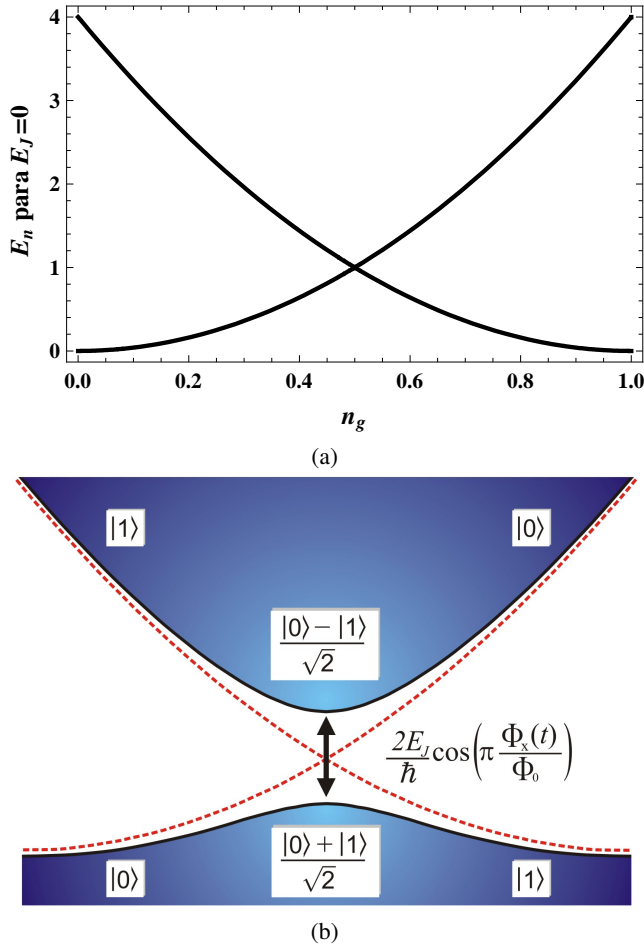 4
3
2
1
0
E_n para E_J=0
0.0 0.2 0.4 0.6 0.8 1.0
n_g
(a)
|1⟩ |0⟩
|0⟩ − |1⟩
√2
2E_J/ħ cos(π Φ_x(t)/Φ_0)
|0⟩ + |1⟩
√2
|0⟩ |1⟩
(b)